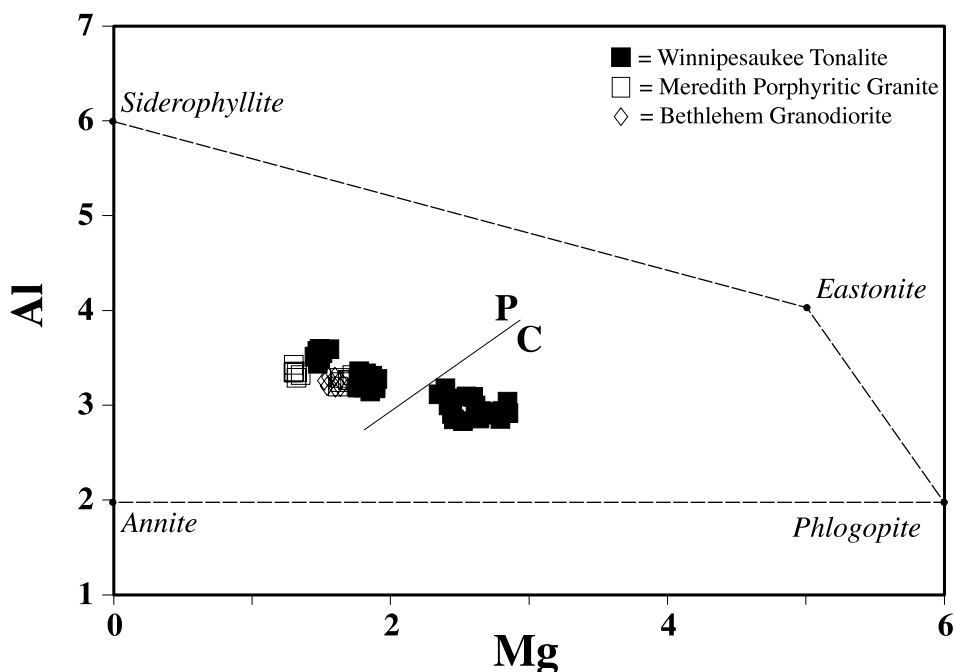 7
= Winnipesaukee Tonalite
= Meredith Porphyritic Granite
= Bethlehem Granodiorite
Siderophyllite
6
5
Eastonite
Al
4
P
C
3
2
Annite
Phlogopite
1
0
2
4
6
Mg